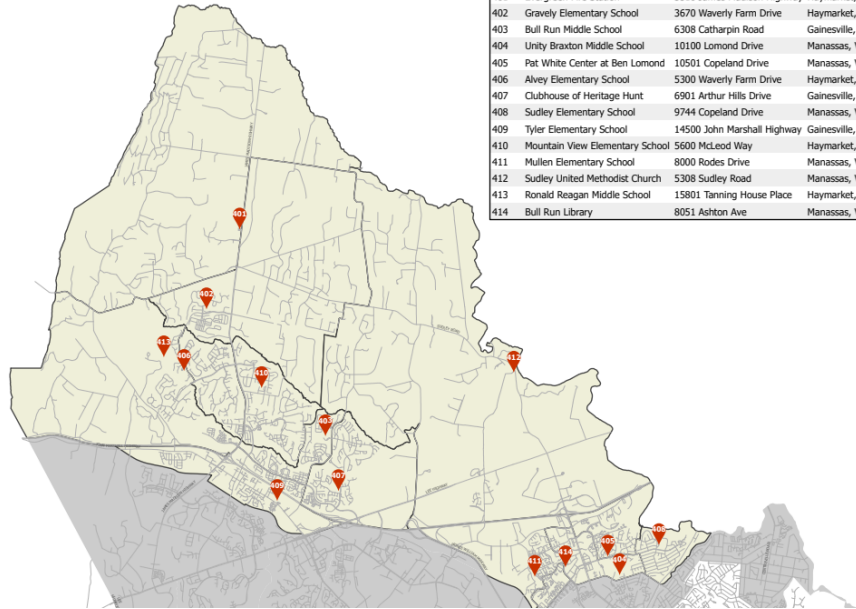 402 Gravely Elementary School 3670 Waverly Farm Drive Haymarket,
403 Bull Run Middle School 6308 Catharpin Road Gainesville,
404 Unity Braxton Middle School 10100 Lomond Drive Manassas,
405 Pat White Center at Ben Lomond 10501 Copeland Drive Manassas,
406 Alvey Elementary School 5300 Waverly Farm Drive Haymarket,
407 Clubhouse of Heritage Hunt 6901 Arthur Hills Drive Gainesville,
408 Sudley Elementary School 9744 Copeland Drive Manassas,
409 Tyler Elementary School 14500 John Marshall Highway Gainesville,
410 Mountain View Elementary School 5600 McLeod Way Haymarket,
411 Mullen Elementary School 8000 Rodes Drive Manassas,
412 Sudley United Methodist Church 5308 Sudley Road Manassas,
413 Ronald Reagan Middle School 15801 Tanning House Place Haymarket,
414 Bull Run Library 8051 Ashton Ave Manassas,
401
402
413
406
412
410
403
407
409
408
405
414
411
404